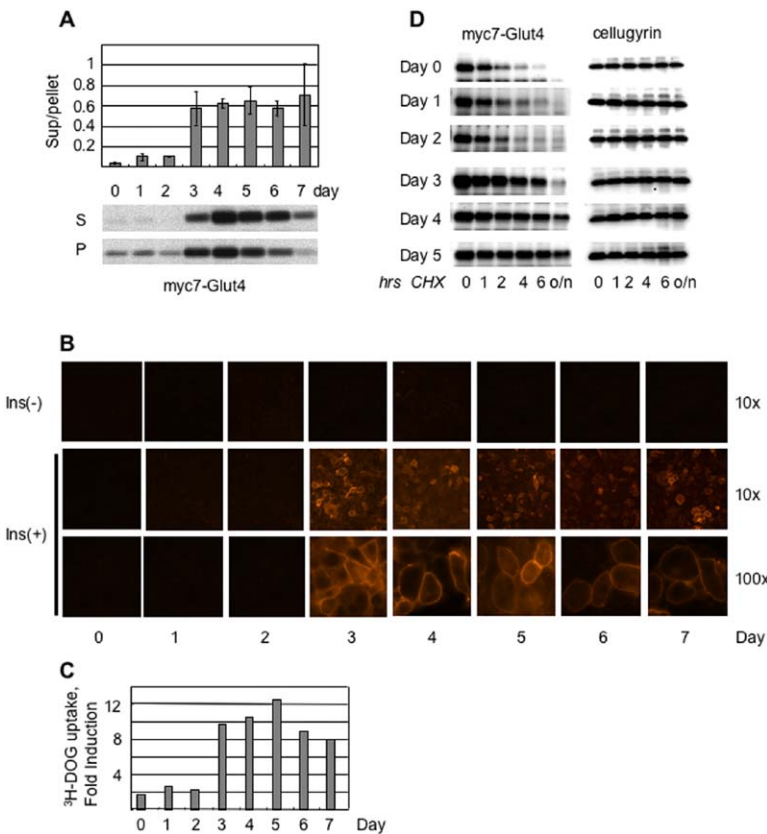 A
Sup/pellet
1
0.8
0.6
0.4
0.2
0 1 2 3 4 5 6 7 day
S
P
myc7-Glut4
D
myc7-Glut4 cellugyrin
Day 0
Day 1
Day 2
Day 3
Day 4
Day 5
hrs CHX 0 1 2 4 6 o/n 0 1 2 4 6 o/n
B
Ins(-) 10x
Ins(+) 10x
100x
0 1 2 3 4 5 6 7 Day
C
³H-DOG uptake,
Fold Induction
12
8
4
0 1 2 3 4 5 6 7 Day